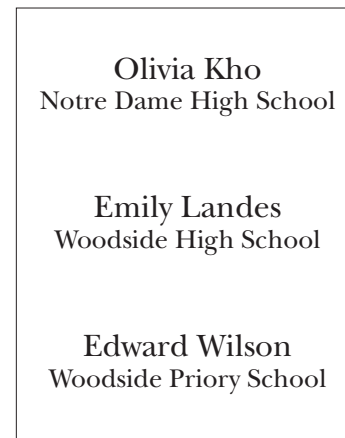 Olivia Kho
Notre Dame High School
Emily Landes
Woodside High School
Edward Wilson
Woodside Priory School